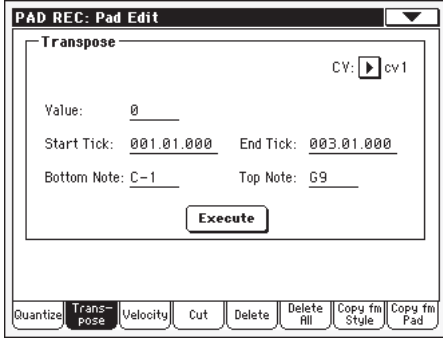 PAD REC: Pad Edit
Transpose
CV: cv1
Value: 0
Start Tick: 001.01.000 End Tick: 003.01.000
Bottom Note: C-1 Top Note: G9
Execute
Quantize Trans-pose Velocity Cut Delete Delete All Copy fm Style Copy fm Pad